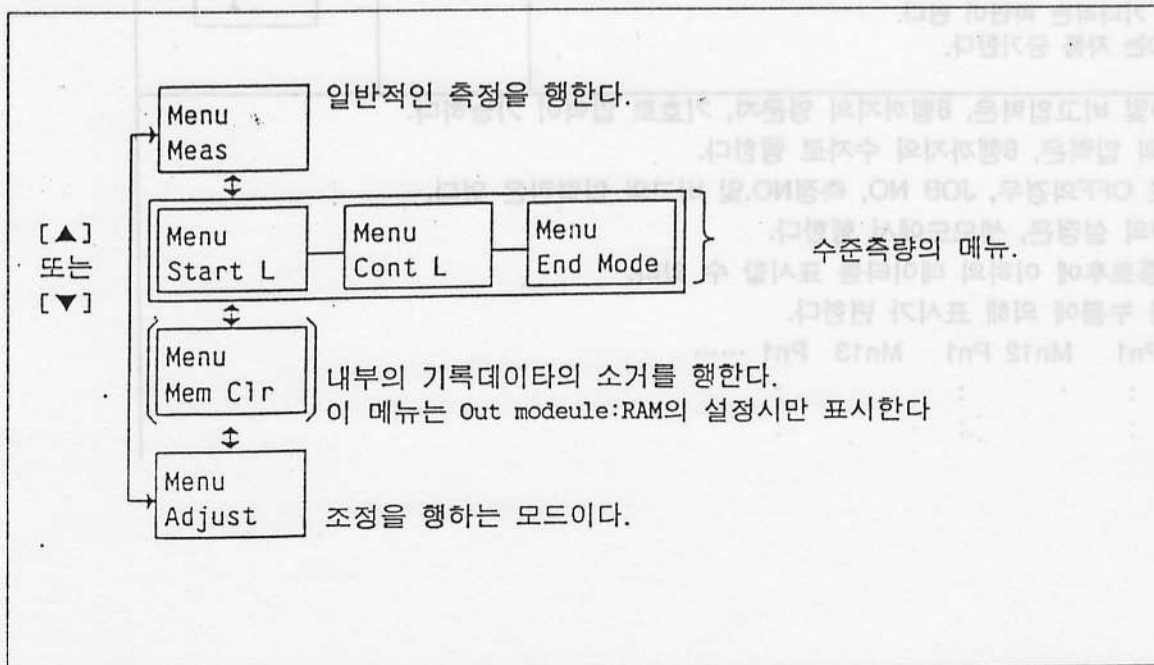 Menu
Meas
일반적인 측정을 행한다.
[▲]
또는
[▼]
Menu
Start L
Menu
Cont L
Menu
End Mode
수준측량의 메뉴.
Menu
Mem Clr
내부의 기록데이타의 소거를 행한다.
이 메뉴는 Out modeule:RAM의 설정시만 표시한다
Menu
Adjust
조정을 행하는 모드이다.